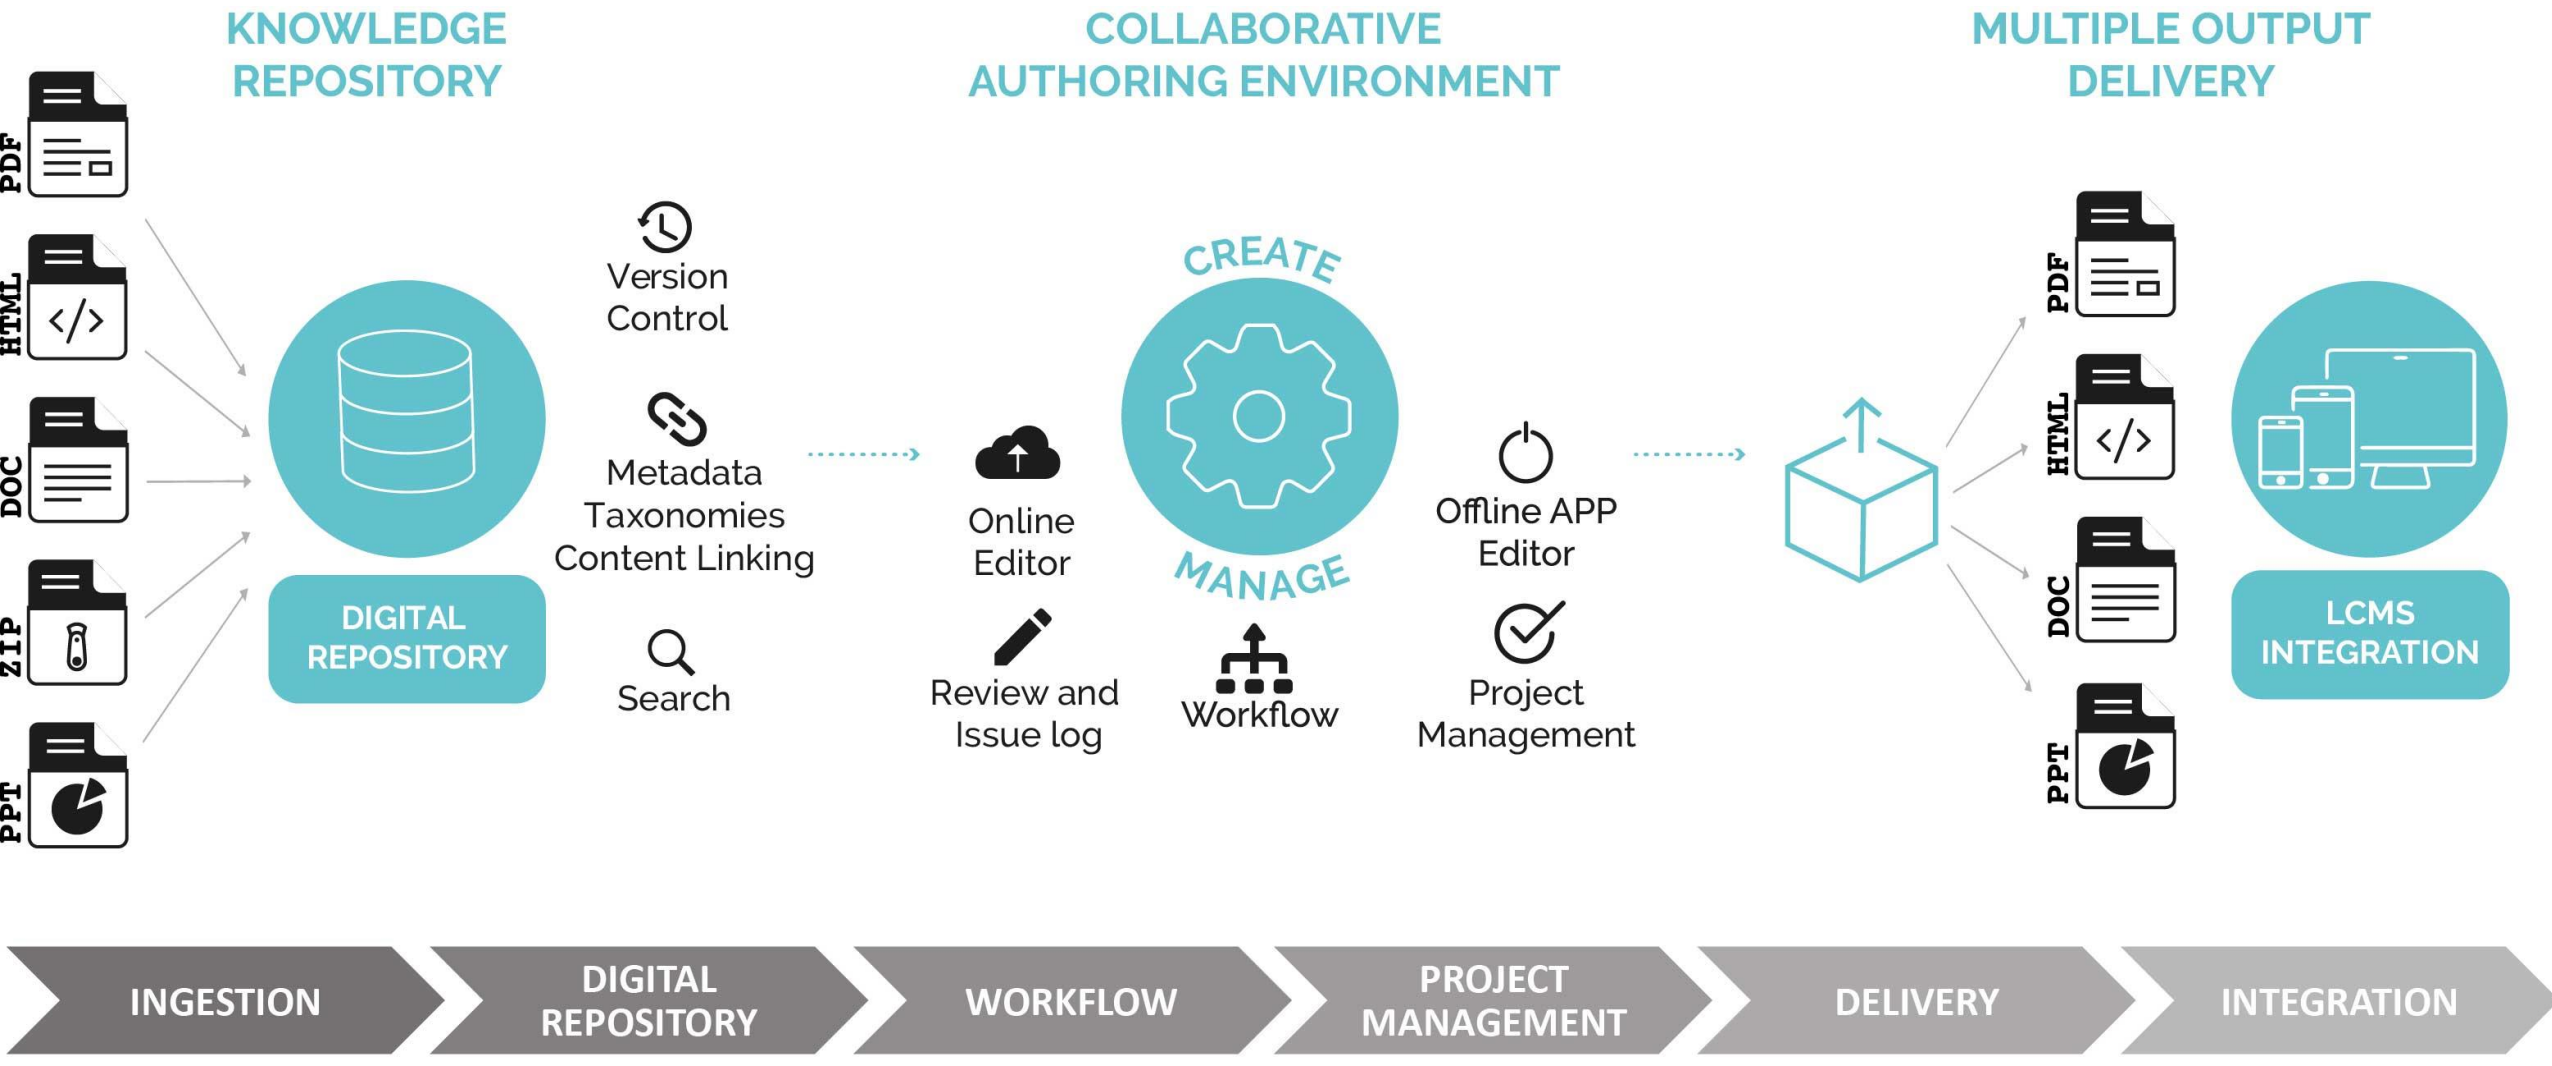 KNOWLEDGE
REPOSITORY
PDF
HTML
DOC
ZIP
PPT
DIGITAL
REPOSITORY
Version
Control
Metadata
Taxonomies
Content Linking
Search
COLLABORATIVE
AUTHORING ENVIRONMENT
CREATE
MANAGE
Online
Editor
Review and
Issue log
Workflow
Offline APP
Editor
Project
Management
MULTIPLE OUTPUT
DELIVERY
PDF
HTML
DOC
PPT
LCMS
INTEGRATION
INGESTION
DIGITAL
REPOSITORY
WORKFLOW
PROJECT
MANAGEMENT
DELIVERY
INTEGRATION